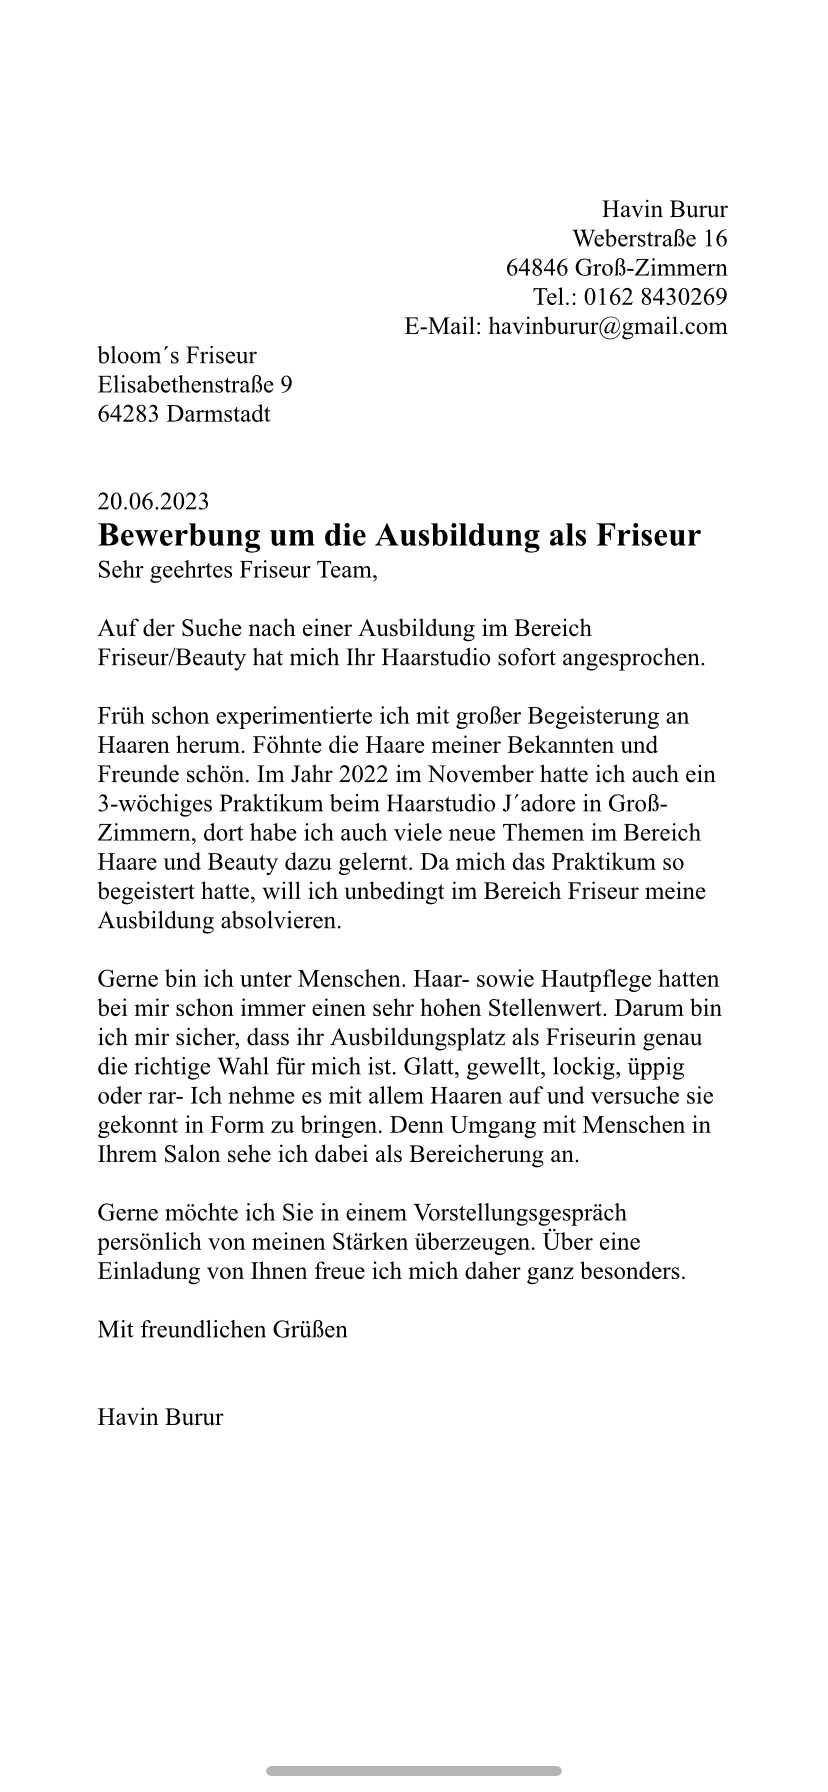 Havin Burur
Weberstraße 16
64846 Groß-Zimmern
Tel.: 0162 8430269
E-Mail: havinburur@gmail.com
bloom´s Friseur
Elisabethenstraße 9
64283 Darmstadt
20.06.2023
Bewerbung um die Ausbildung als Friseur
Sehr geehrtes Friseur Team,
Auf der Suche nach einer Ausbildung im Bereich
Friseur/Beauty hat mich Ihr Haarstudio sofort angesprochen.
Früh schon experimentierte ich mit großer Begeisterung an
Haaren herum. Föhnte die Haare meiner Bekannten und
Freunde schön. Im Jahr 2022 im November hatte ich auch ein
3-wöchiges Praktikum beim Haarstudio J´adore in Groß-
Zimmern, dort habe ich auch viele neue Themen im Bereich
Haare und Beauty dazu gelernt. Da mich das Praktikum so
begeistert hatte, will ich unbedingt im Bereich Friseur meine
Ausbildung absolvieren.
Gerne bin ich unter Menschen. Haar- sowie Hautpflege hatten
bei mir schon immer einen sehr hohen Stellenwert. Darum bin
ich mir sicher, dass ihr Ausbildungsplatz als Friseurin genau
die richtige Wahl für mich ist. Glatt, gewellt, lockig, üppig
oder rar- Ich nehme es mit allem Haaren auf und versuche sie
gekonnt in Form zu bringen. Denn Umgang mit Menschen in
Ihrem Salon sehe ich dabei als Bereicherung an.
Gerne möchte ich Sie in einem Vorstellungsgespräch
persönlich von meinen Stärken überzeugen. Über eine
Einladung von Ihnen freue ich mich daher ganz besonders.
Mit freundlichen Grüßen
Havin Burur